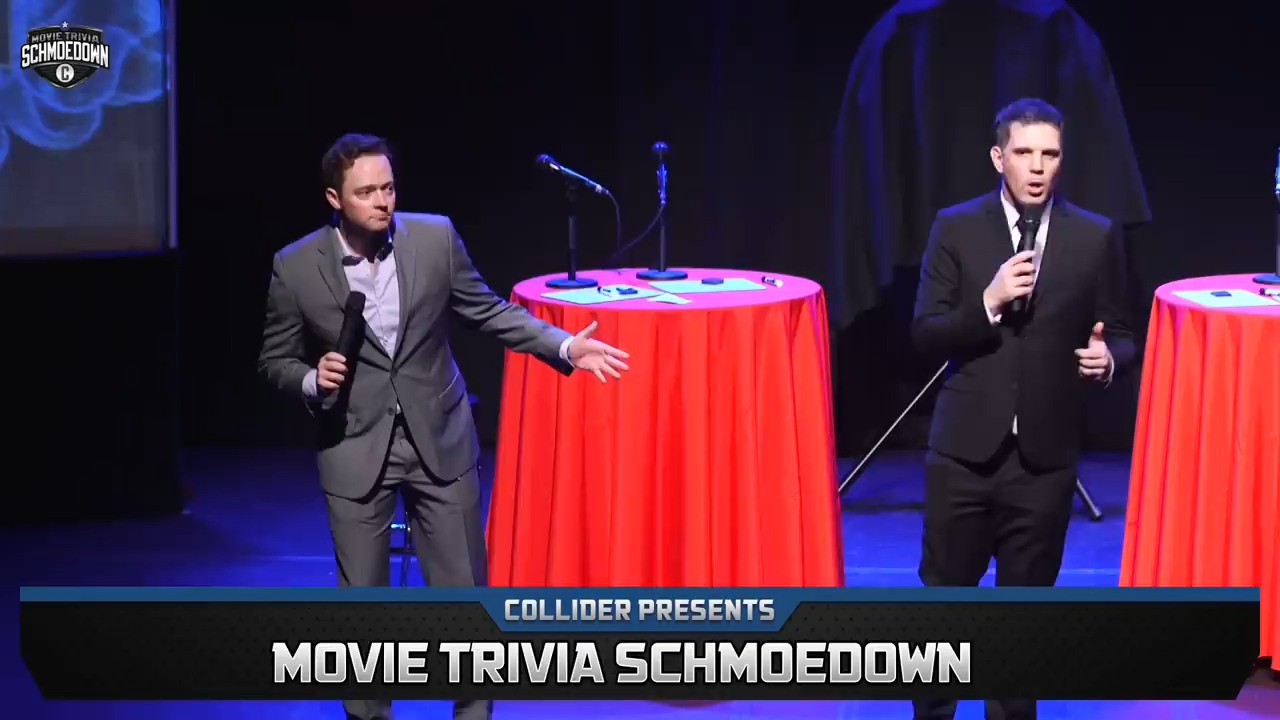 MOVIE TRIVIA
SCHMOEDOWN
C
COLLIDER PRESENTS
MOVIE TRIVIA SCHMOEDOWN